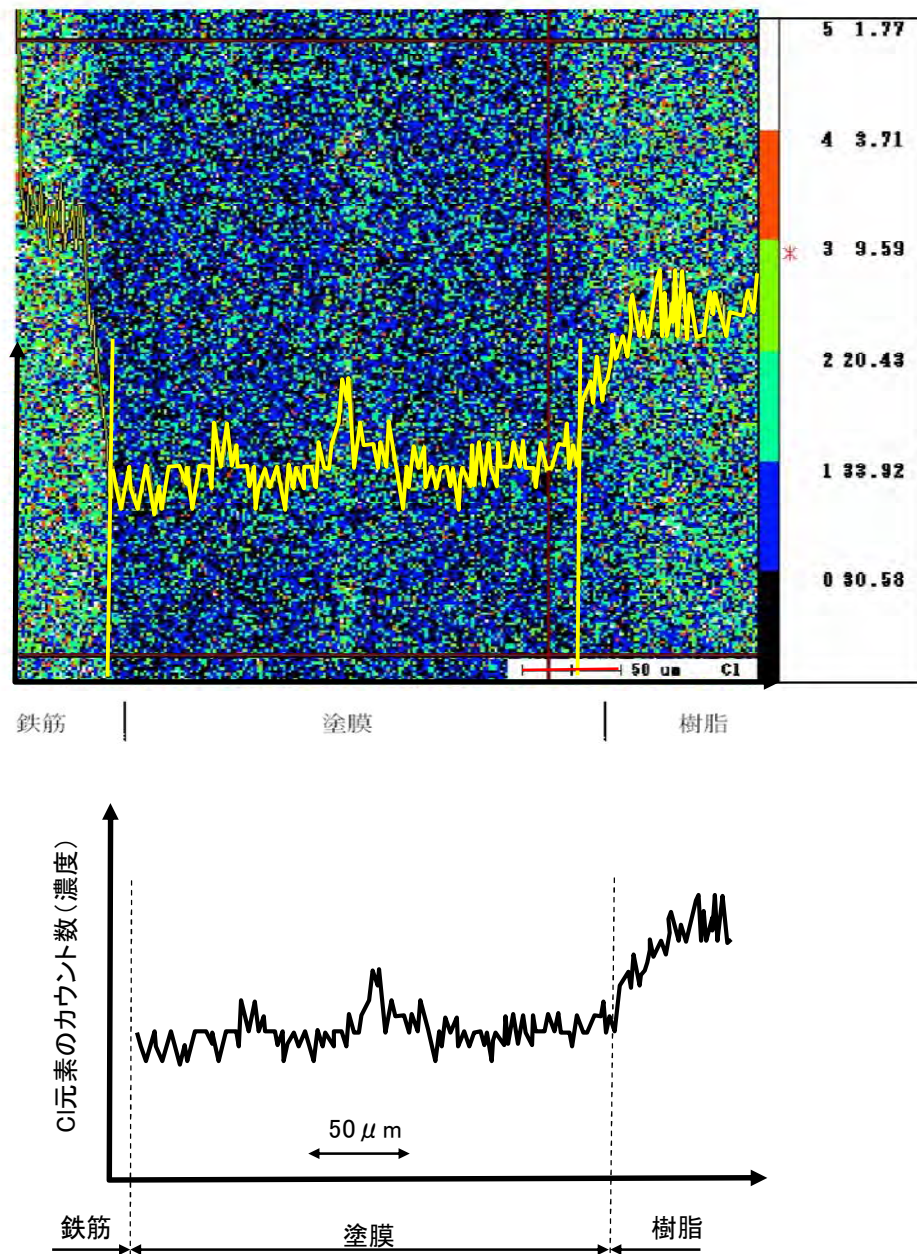 5 1.77
4 3.71
* 3 9.59
2 20.43
1 33.92
0 30.58
50 um Cl
鉄筋 | 塗膜 | 樹脂
Cl元素のカウント数(濃度)
50μm
鉄筋 塗膜 樹脂